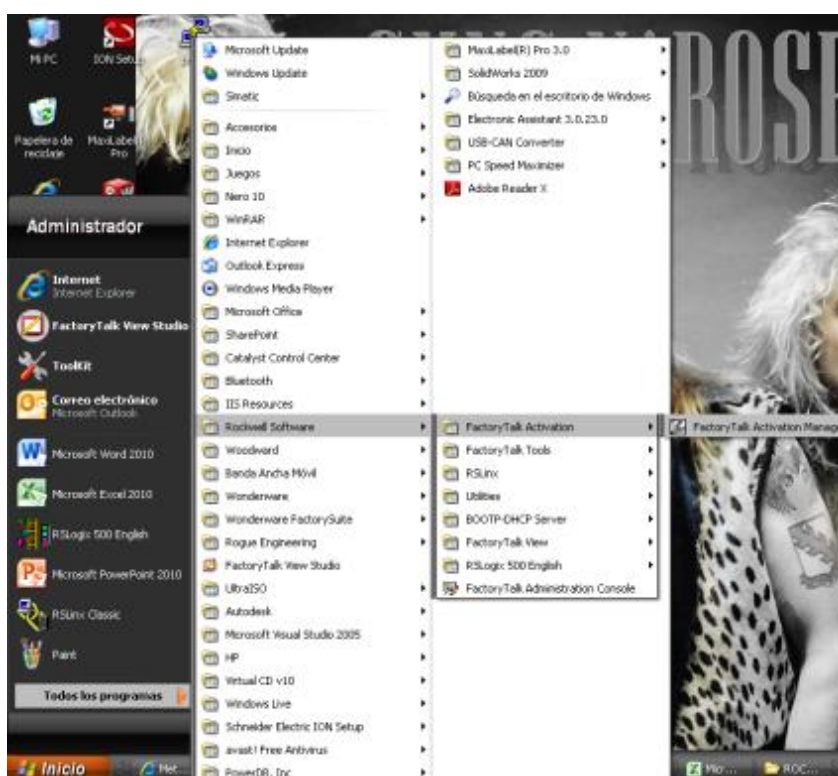 Mi PC
ION Setup
Papelera de reciclaje
MaxiLabel Pro
Administrador
Internet
Internet Explorer
FactoryTalk View Studio
ToolKit
Correo electrónico
Microsoft Outlook
Microsoft Word 2010
Microsoft Excel 2010
RSLogix 500 English
Microsoft PowerPoint 2010
RSLinx Classic
Paint
Todos los programas
Inicio
Microsoft Update
Windows Update
Simatic
Accesorios
Inicio
Juegos
Nero 10
WinRAR
Internet Explorer
Outlook Express
Windows Media Player
Microsoft Office
SharePoint
Catalyst Control Center
Bluetooth
IIS Resources
Rockwell Software
Woodward
Banda Ancha Móvil
Wonderware
Wonderware FactorySuite
Rogue Engineering
FactoryTalk View Studio
UltraISO
Autodesk
Microsoft Visual Studio 2005
HP
Virtual CD v10
Windows Live
Schneider Electric ION Setup
avast! Free Antivirus
PowerDB, Inc
MaxiLabel(R) Pro 3.0
SolidWorks 2009
Búsqueda en el escritorio de Windows
Electronic Assistant 3.0.23.0
USB-CAN Converter
PC Speed Maximizer
Adobe Reader X
FactoryTalk Activation
FactoryTalk Tools
RSLinx
Utilities
BOOTP-DHCP Server
FactoryTalk View
RSLogix 500 English
FactoryTalk Administration Console
FactoryTalk Activation Manage
ROSE
Met...
Micr...
ROC...